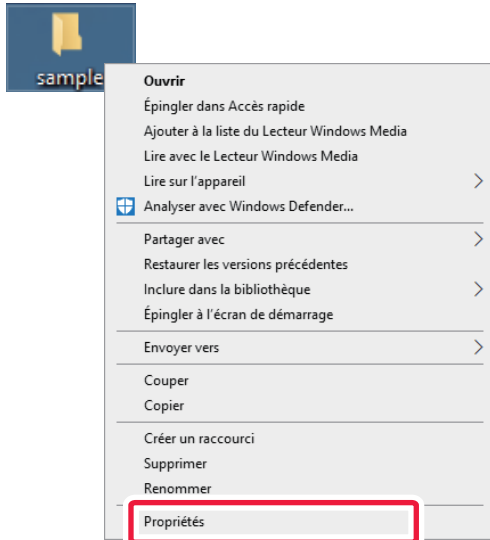 sample
Ouvrir
Épingler dans Accès rapide
Ajouter à la liste du Lecteur Windows Media
Lire avec le Lecteur Windows Media
Lire sur l'appareil
Analyser avec Windows Defender...
Partager avec
Restaurer les versions précédentes
Inclure dans la bibliothèque
Épingler à l'écran de démarrage
Envoyer vers
Couper
Copier
Créer un raccourci
Supprimer
Renommer
Propriétés